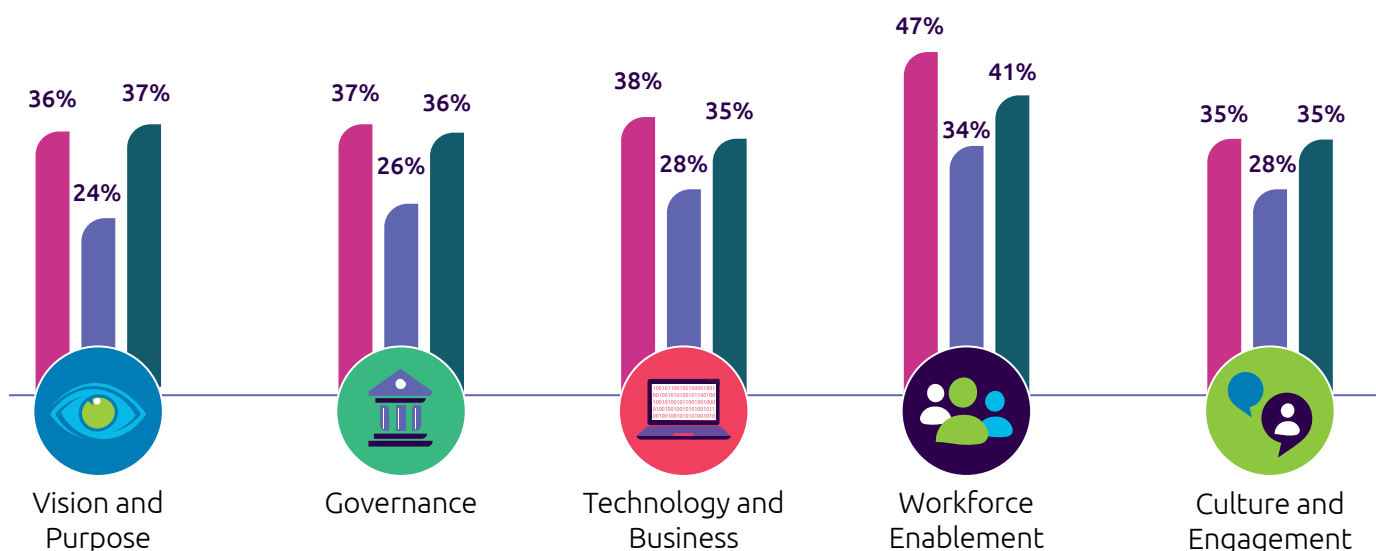 36%
24%
37%
37%
26%
36%
38%
28%
35%
47%
34%
41%
35%
28%
35%
Vision and
Purpose
Governance
Technology and
Business
Workforce
Enablement
Culture and
Engagement